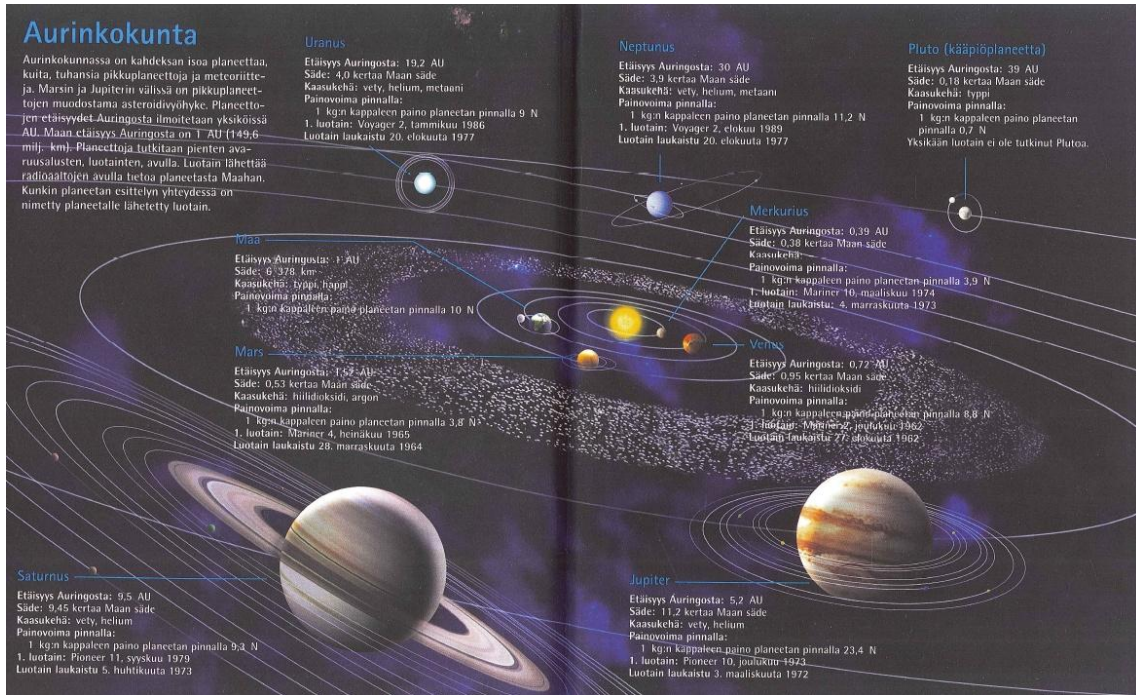 Aurinkokunta
Aurinkokunnassa on kahdeksan isoa planeettaa,
kuita, tuhansia pikkuplaneettoja ja meteoriitte-
ja. Marsin ja Jupiterin välissä on pikkuplaneet-
tojen muodostama asteroidivyöhyke. Planeetto-
jen etäisyydet Auringosta ilmoitetaan yksiköissä
AU. Maan etäisyys Auringosta on 1 AU (149,6
milj. km). Planeettoja tutkitaan pienten ava-
ruusalusten, luotainten, avulla. Luotain lähettää
radioaaltojen avulla tietoa planeetasta Maahan.
Kunkin planeetan esittelyn yhteydessä on
nimetty planeetalle lähetetty luotain.
Uranus
Etäisyys Auringosta: 19,2 AU
Säde: 4,0 kertaa Maan säde
Kaasukehä: vety, helium, metaani
Painovoima pinnalla:
1 kg:n kappaleen paino planeetan pinnalla 9 N
1. luotain: Voyager 2, tammikuu 1986
Luotain laukaistu 20. elokuuta 1977
Neptunus
Etäisyys Auringosta: 30 AU
Säde: 3,9 kertaa Maan säde
Kaasukehä: vety, helium, metaani
Painovoima pinnalla:
1 kg:n kappaleen paino planeetan pinnalla 11,2 N
1. luotain: Voyager 2, elokuu 1989
Luotain laukaistu 20. elokuuta 1977
Pluto (kääpiöplaneetta)
Etäisyys Auringosta: 39 AU
Säde: 0,18 kertaa Maan säde
Kaasukehä: typpi
Painovoima pinnalla:
1 kg:n kappaleen paino planeetan
pinnalla 0,7 N
Yksikään luotain ei ole tutkinut Plutoa.
Merkurius
Etäisyys Auringosta: 0,39 AU
Säde: 0,38 kertaa Maan säde
Kaasukehä:
Painovoima pinnalla:
1 kg:n kappaleen paino planeetan pinnalla 3,9 N
1. luotain: Mariner 10, maaliskuu 1974
Luotain laukaistu: 4. marraskuuta 1973
Maa
Etäisyys Auringosta: 1 AU
Säde: 6 378 km
Kaasukehä: typpi, happi
Painovoima pinnalla:
1 kg:n kappaleen paino planeetan pinnalla 10 N
Mars
Etäisyys Auringosta: 1,52 AU
Säde: 0,53 kertaa Maan säde
Kaasukehä: hiilidioksidi, argon
Painovoima pinnalla:
1 kg:n kappaleen paino planeetan pinnalla 3,8 N
1. luotain: Mariner 4, heinäkuu 1965
Luotain laukaistu 28. marraskuuta 1964
Venus
Etäisyys Auringosta: 0,72 AU
Säde: 0,95 kertaa Maan säde
Kaasukehä: hiilidioksidi
Painovoima pinnalla:
1 kg:n kappaleen paino planeetan pinnalla 8,8 N
1. luotain: Mariner 2, joulukuu 1962
Luotain laukaistu 27. elokuuta 1962
Saturnus
Etäisyys Auringosta: 9,5 AU
Säde: 9,45 kertaa Maan säde
Kaasukehä: vety, helium
Painovoima pinnalla:
1 kg:n kappaleen paino planeetan pinnalla 9,3 N
1. luotain: Pioneer 11, syyskuu 1979
Luotain laukaistu 5. huhtikuuta 1973
Jupiter
Etäisyys Auringosta: 5,2 AU
Säde: 11,2 kertaa Maan säde
Kaasukehä: vety, helium
Painovoima pinnalla:
1 kg:n kappaleen paino planeetan pinnalla 23,4 N
1. luotain: Pioneer 10, joulukuu 1973
Luotain laukaistu 3. maaliskuuta 1972